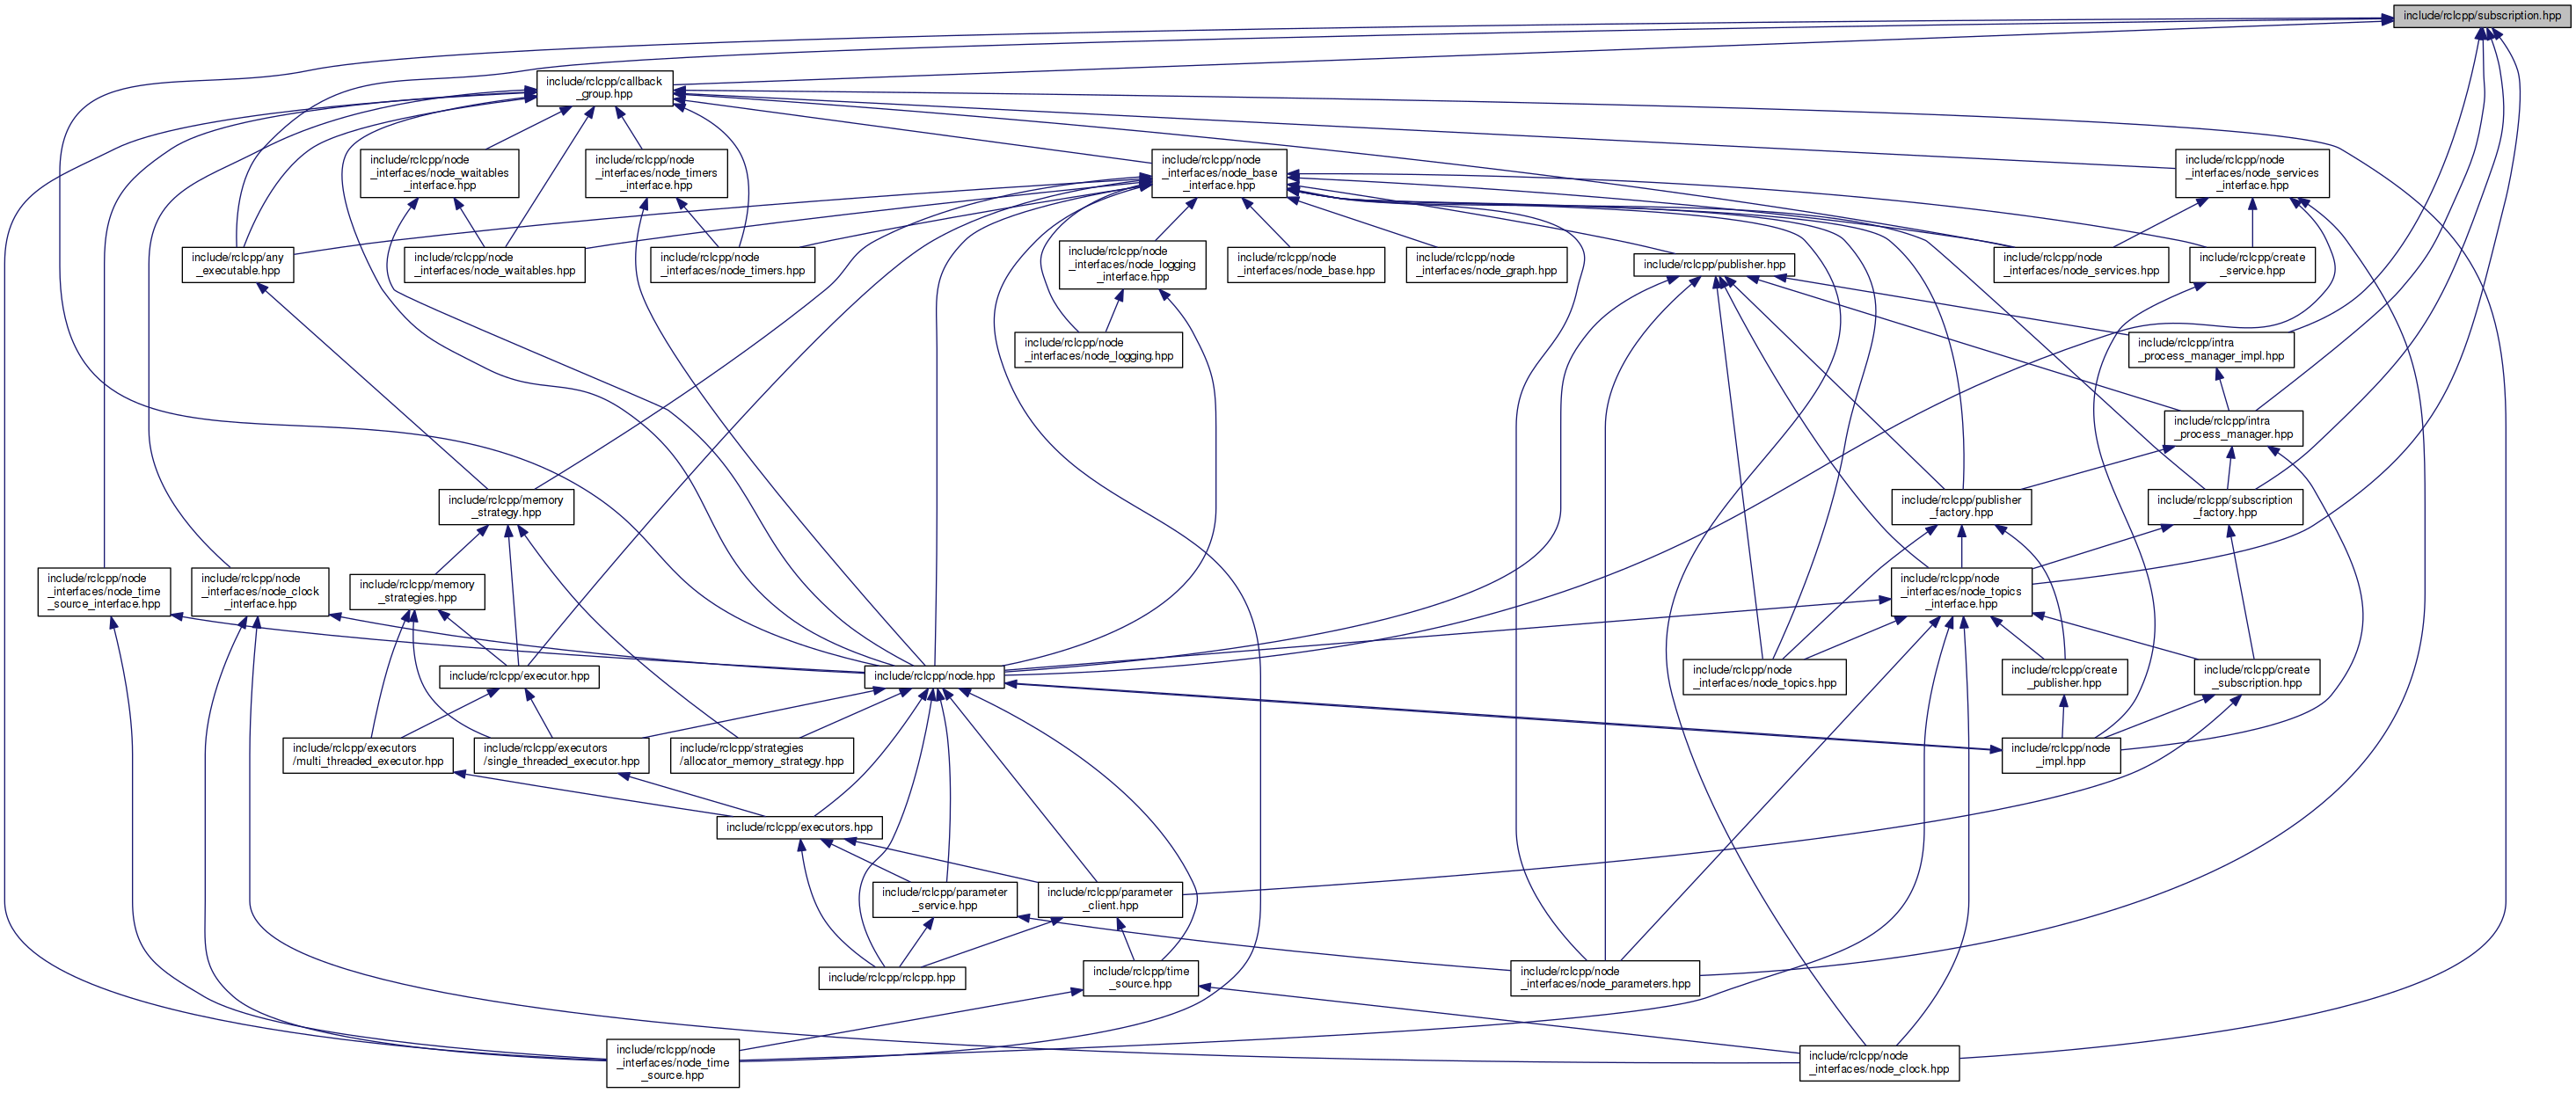 include/rclcpp/subscription.hpp
include/rclcpp/callback
_group.hpp
include/rclcpp/node
_interfaces/node_waitables
_interface.hpp
include/rclcpp/node
_interfaces/node_timers
_interface.hpp
include/rclcpp/node
_interfaces/node_base
_interface.hpp
include/rclcpp/node
_interfaces/node_services
_interface.hpp
include/rclcpp/any
_executable.hpp
include/rclcpp/node
_interfaces/node_waitables.hpp
include/rclcpp/node
_interfaces/node_timers.hpp
include/rclcpp/node
_interfaces/node_logging
_interface.hpp
include/rclcpp/node
_interfaces/node_base.hpp
include/rclcpp/node
_interfaces/node_graph.hpp
include/rclcpp/publisher.hpp
include/rclcpp/node
_interfaces/node_services.hpp
include/rclcpp/create
_service.hpp
include/rclcpp/node
_interfaces/node_logging.hpp
include/rclcpp/intra
_process_manager_impl.hpp
include/rclcpp/intra
_process_manager.hpp
include/rclcpp/memory
_strategy.hpp
include/rclcpp/publisher
_factory.hpp
include/rclcpp/subscription
_factory.hpp
include/rclcpp/node
_interfaces/node_time
_source_interface.hpp
include/rclcpp/node
_interfaces/node_clock
_interface.hpp
include/rclcpp/memory
_strategies.hpp
include/rclcpp/node
_interfaces/node_topics
_interface.hpp
include/rclcpp/executor.hpp
include/rclcpp/node.hpp
include/rclcpp/node
_interfaces/node_topics.hpp
include/rclcpp/create
_publisher.hpp
include/rclcpp/create
_subscription.hpp
include/rclcpp/executors
/multi_threaded_executor.hpp
include/rclcpp/executors
/single_threaded_executor.hpp
include/rclcpp/strategies
/allocator_memory_strategy.hpp
include/rclcpp/node
_impl.hpp
include/rclcpp/executors.hpp
include/rclcpp/parameter
_service.hpp
include/rclcpp/parameter
_client.hpp
include/rclcpp/rclcpp.hpp
include/rclcpp/time
_source.hpp
include/rclcpp/node
_interfaces/node_parameters.hpp
include/rclcpp/node
_interfaces/node_time
_source.hpp
include/rclcpp/node
_interfaces/node_clock.hpp